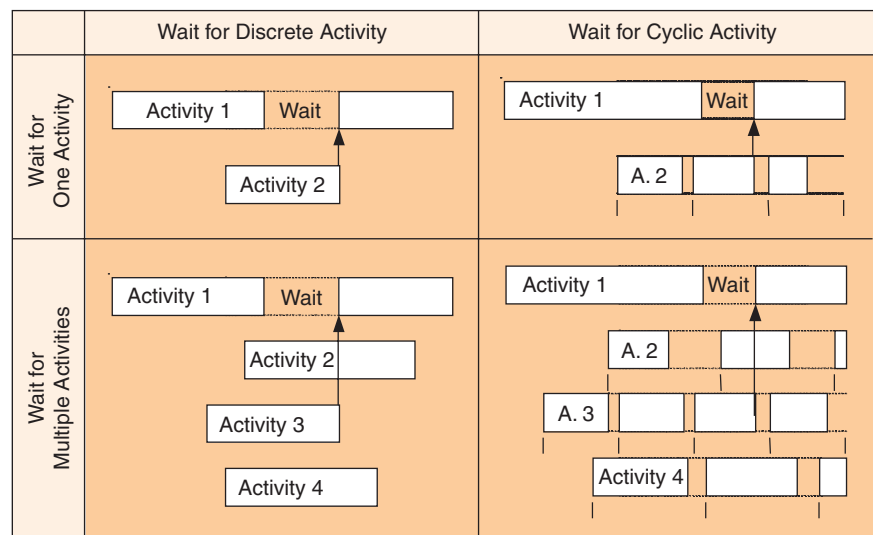 Wait for Discrete Activity
Wait for Cyclic Activity
Wait for
One Activity
Activity 1
Wait
Activity 2
Activity 1
Wait
A. 2
Wait for
Multiple Activities
Activity 1
Wait
Activity 2
Activity 3
Activity 4
Activity 1
Wait
A. 2
A. 3
Activity 4